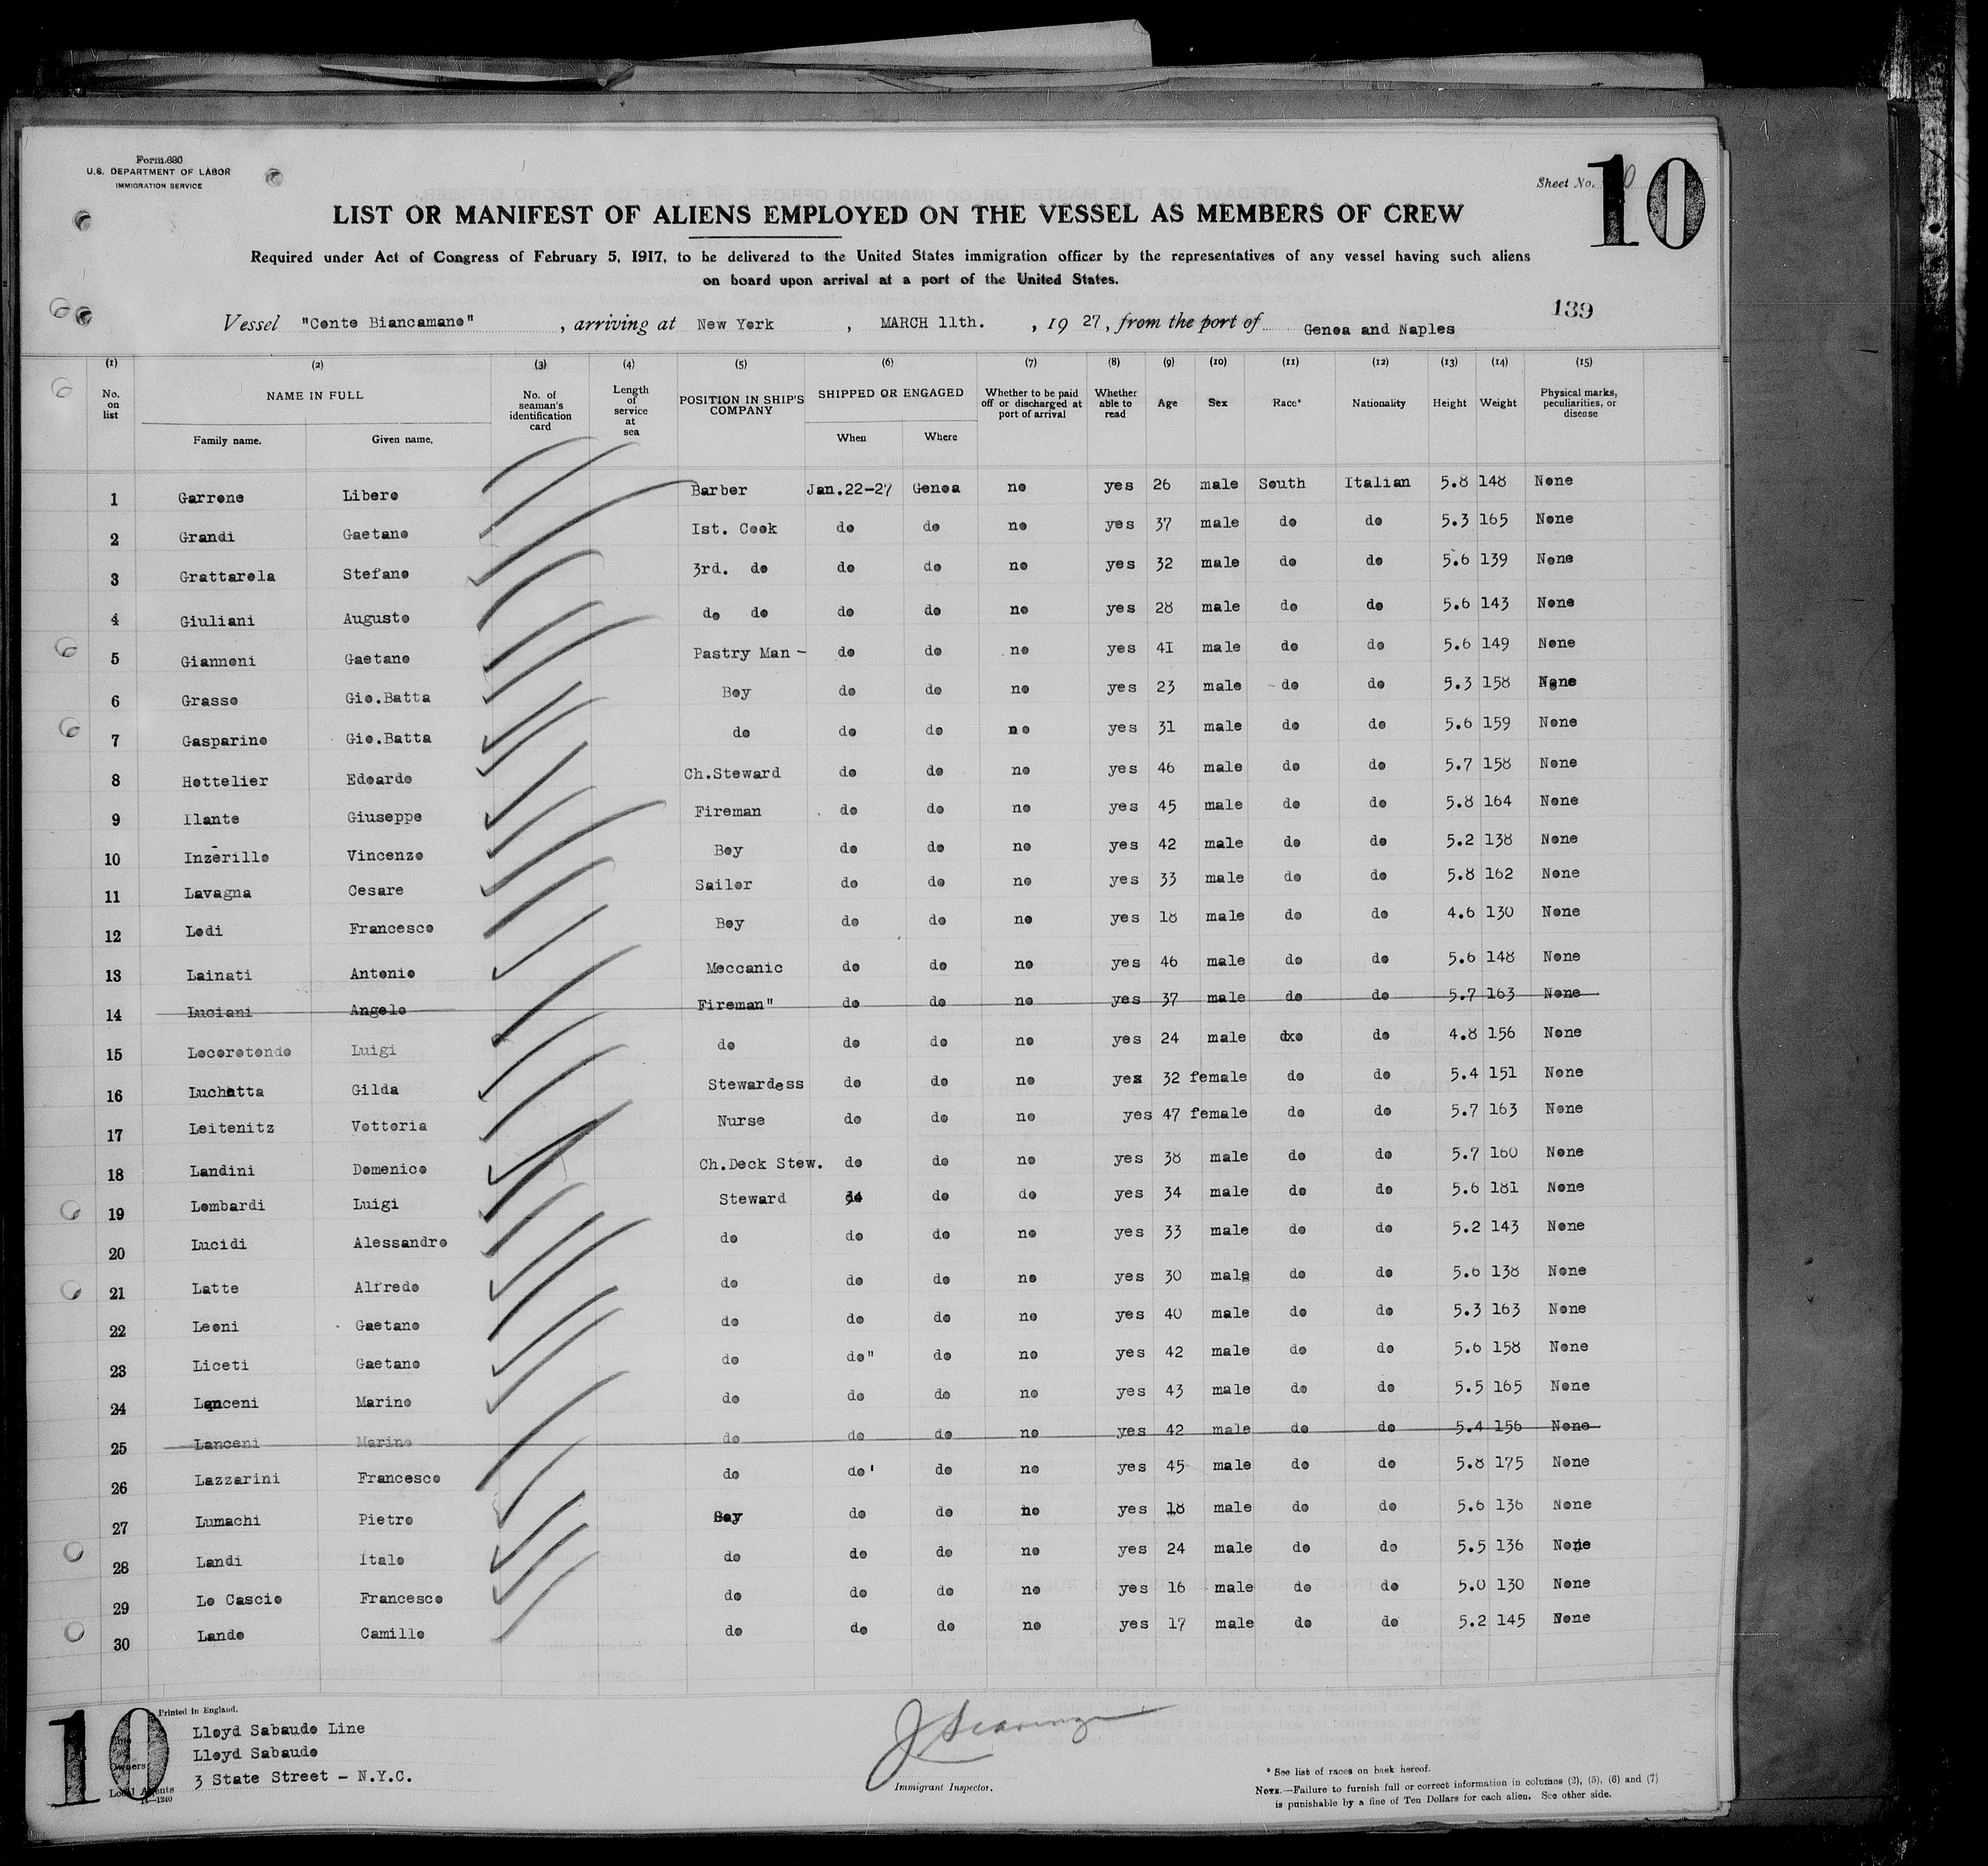 Form 680
U.S. DEPARTMENT OF LABOR
IMMIGRATION SERVICE
Sheet No. 10
10
LIST OR MANIFEST OF ALIENS EMPLOYED ON THE VESSEL AS MEMBERS OF CREW
Required under Act of Congress of February 5, 1917, to be delivered to the United States immigration officer by the representatives of any vessel having such aliens
on board upon arrival at a port of the United States.
139
Vessel "Conte Biancamano", arriving at New York, MARCH 11th., 1927, from the port of Genoa and Naples
(1) (2) (3) (4) (5) (6) (7) (8) (9) (10) (11) (12) (13) (14) (15)
No. on list NAME IN FULL Family name. Given name. No. of seaman's identification card Length of service at sea POSITION IN SHIP'S COMPANY SHIPPED OR ENGAGED When Where Whether to be paid off or discharged at port of arrival Whether able to read Age Sex Race* Nationality Height Weight Physical marks, peculiarities, or disease
1 Garrone Libero Barber Jan.22-27 Genoa no yes 26 male South Italian 5.8 148 None
2 Grandi Gaetano Ist. Cook do do no yes 37 male do do 5.3 165 None
3 Grattarola Stefano 3rd. do do do no yes 32 male do do 5.6 139 None
4 Giuliani Augusto do do do do no yes 28 male do do 5.6 143 None
5 Giannoni Gaetano Pastry Man - do do no yes 41 male do do 5.6 149 None
6 Grasso Gio.Batta Boy do do no yes 23 male do do 5.3 158 None
7 Gasparino Gio.Batta do do do no yes 31 male do do 5.6 159 None
8 Hottelier Edoardo Ch.Steward do do no yes 46 male do do 5.7 158 None
9 Ilante Giuseppe Fireman do do no yes 45 male do do 5.8 164 None
10 Inzerillo Vincenzo Boy do do no yes 42 male do do 5.2 138 None
11 Lavagna Cesare Sailor do do no yes 33 male do do 5.8 162 None
12 Lodi Francesco Boy do do no yes 18 male do do 4.6 130 None
13 Lainati Antonio Meccanic do do no yes 46 male do do 5.6 148 None
14 Luciani Angelo Fireman" do do no yes 37 male do do 5.7 163 None
15 Locorotondo Luigi do do do no yes 24 male dxo do 4.8 156 None
16 Luchetta Gilda Stewardess do do no yes 32 female do do 5.4 151 None
17 Leitenitz Vottoria Nurse do do no yes 47 female do do 5.7 163 None
18 Landini Domenico Ch.Deck Stew. do do no yes 38 male do do 5.7 160 None
19 Lombardi Luigi Steward do do do yes 34 male do do 5.6 181 None
20 Lucidi Alessandro do do do no yes 33 male do do 5.2 143 None
21 Latte Alfredo do do do no yes 30 male do do 5.6 138 None
22 Leoni Gaetano do do do no yes 40 male do do 5.3 163 None
23 Liceti Gaetano do do" do no yes 42 male do do 5.6 158 None
24 Lanceni Marino do do do no yes 43 male do do 5.5 165 None
25 Lanceni Marino do do do no yes 42 male do do 5.4 156 None
26 Lazzarini Francesco do do' do no yes 45 male do do 5.8 175 None
27 Lumachi Pietro Boy do do no yes 18 male do do 5.6 136 None
28 Landi Italo do do do no yes 24 male do do 5.5 136 None
29 Lo Cascio Francesco do do do no yes 16 male do do 5.0 130 None
30 Lando Camillo do do do no yes 17 male do do 5.2 145 None
10
Printed in England.
Lloyd Sabaudo Line
Lloyd Sabaudo
Owners
3 State Street - N.Y.C.
Local Agents
14—1240
Immigrant Inspector.
* See list of races on back hereof.
NOTE.—Failure to furnish full or correct information in columns (2), (5), (6) and (7)
is punishable by a fine of Ten Dollars for each alien. See other side.